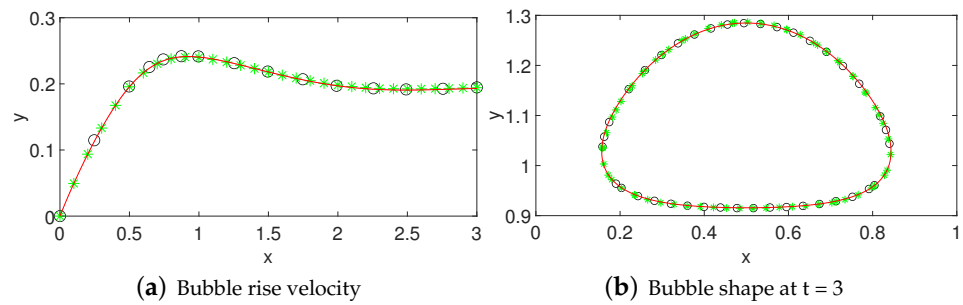 0.3
0.2
0.1
0
y
0 0.5 1 1.5 2 2.5 3
x
(a) Bubble rise velocity
1.3
1.2
1.1
1
0.9
y
0 0.2 0.4 0.6 0.8 1
x
(b) Bubble shape at t = 3